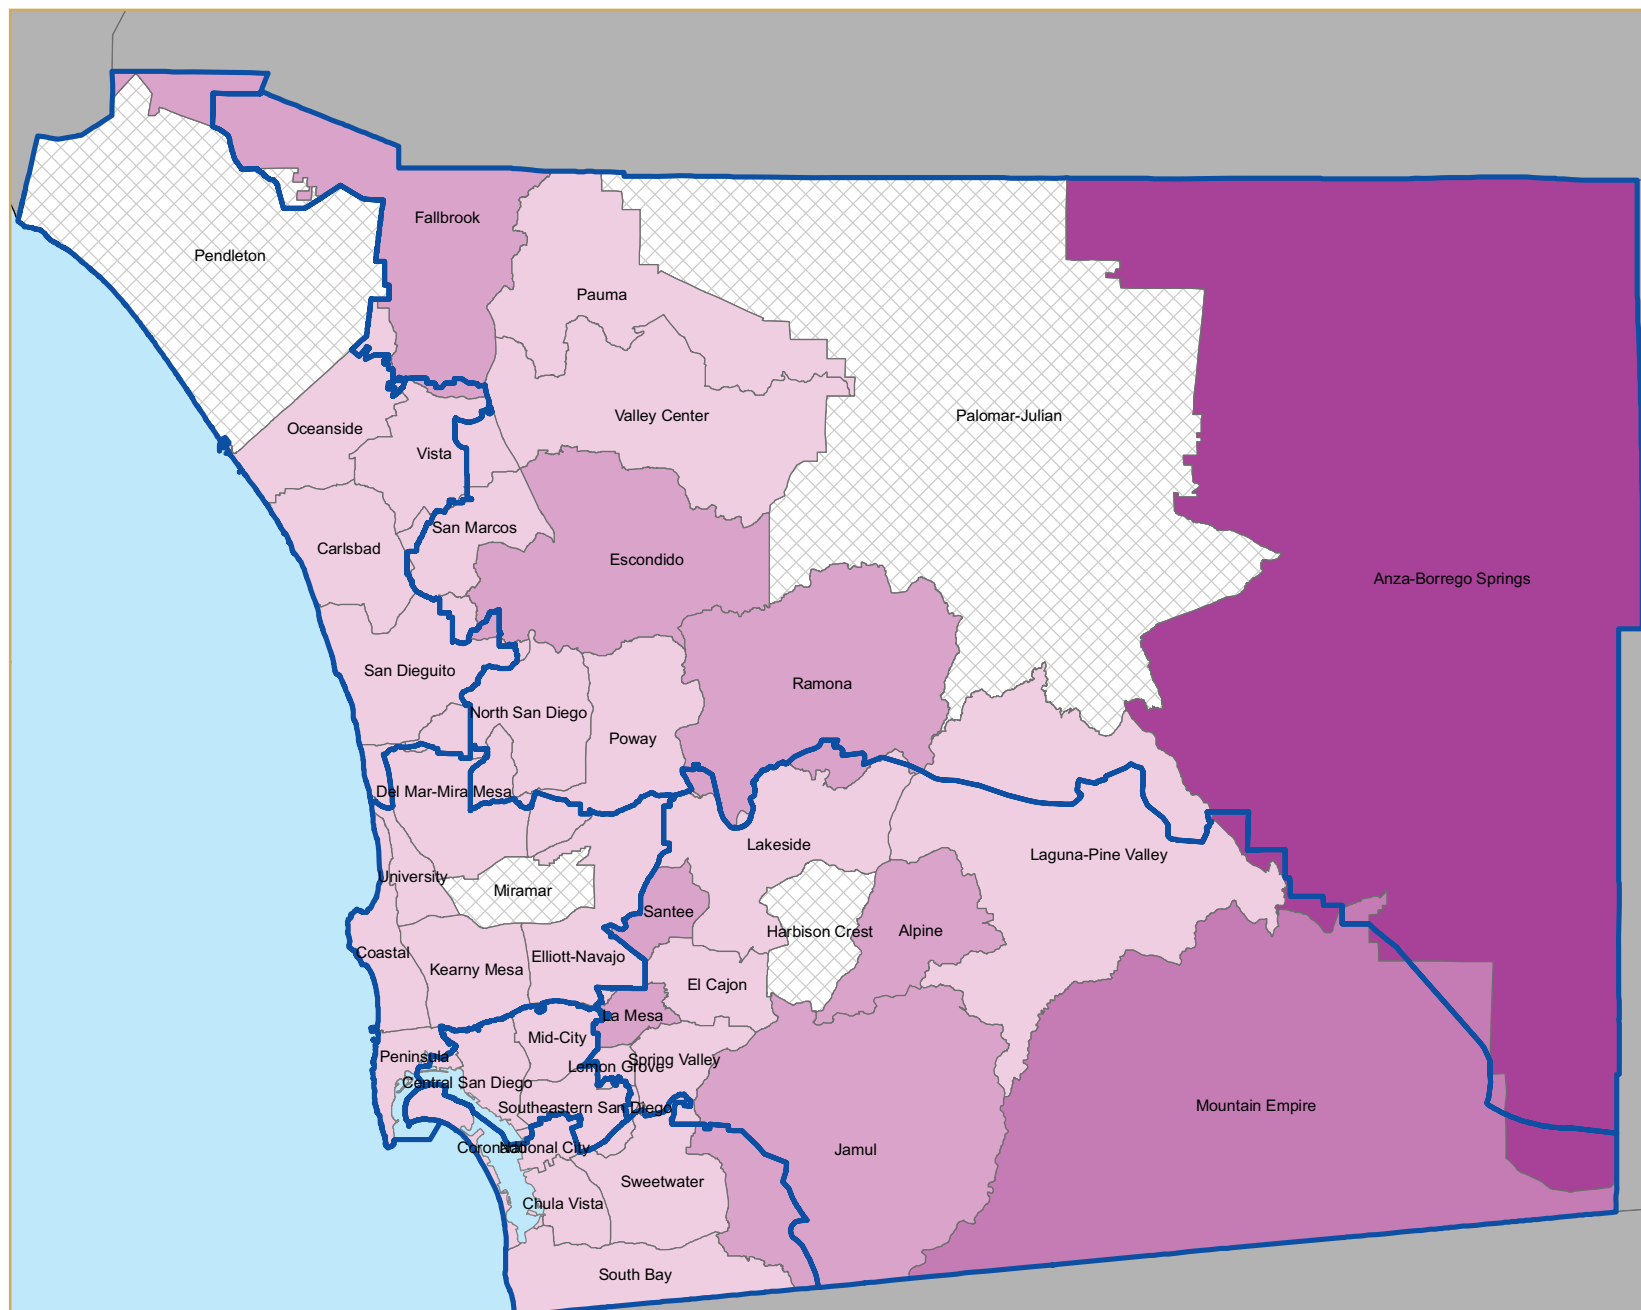 Fallbrook
Pendleton
Pauma
Valley Center
Palomar-Julian
Oceanside
Vista
San Marcos
Carlsbad
Escondido
Anza-Borrego Springs
San Dieguito
Ramona
North San Diego
Poway
Del Mar-Mira Mesa
Lakeside
Laguna-Pine Valley
University
Miramar
Santee
Harbison Crest
Alpine
Coastal
Elliott-Navajo
Kearny Mesa
El Cajon
La Mesa
Mid-City
Peninsula
Lemon Grove
Spring Valley
Central San Diego
Southeastern San Diego
Mountain Empire
Coronado
National City
Jamul
Sweetwater
Chula Vista
South Bay